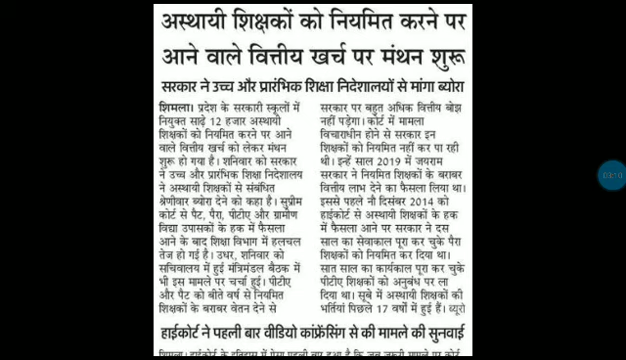 अस्थायी शिक्षकों को नियमित करने पर
आने वाले वित्तीय खर्च पर मंथन शुरू
सरकार ने उच्च और प्रारंभिक शिक्षा निदेशालयों से मांगा ब्योरा
शिमला। प्रदेश के सरकारी स्कूलों में
नियुक्त साढ़े 12 हजार अस्थायी
शिक्षकों को नियमित करने पर आने
वाले वित्तीय खर्च को लेकर मंथन
शुरू हो गया है। शनिवार को सरकार
ने उच्च और प्रारंभिक शिक्षा निदेशालय
ने अस्थायी शिक्षकों से संबंधित
श्रेणीवार ब्योरा देने को कहा है। सुप्रीम
कोर्ट से पैट, पैरा, पीटीए और ग्रामीण
विद्या उपासकों के हक में फैसला
आने के बाद शिक्षा विभाग में हलचल
तेज हो गई है। उधर, शनिवार को
सचिवालय में हुई मंत्रिमंडल बैठक में
भी इस मामले पर चर्चा हुई। पीटीए
और पैट को बीते वर्ष से नियमित
शिक्षकों के बराबर वेतन देने से
सरकार पर बहुत अधिक वित्तीय बोझ
नहीं पड़ेगा। कोर्ट में मामला
विचाराधीन होने से सरकार इन
शिक्षकों को नियमित नहीं कर पा रही
थी। इन्हें साल 2019 में जयराम
सरकार ने नियमित शिक्षकों के बराबर
वित्तीय लाभ देने का फैसला लिया था।
इससे पहले नौ दिसंबर 2014 को
हाईकोर्ट से अस्थायी शिक्षकों के हक
में फैसला आने पर सरकार ने दस
साल का सेवाकाल पूरा कर चुके पैरा
शिक्षकों को नियमित कर दिया था।
सात साल का कार्यकाल पूरा कर चुके
पीटीए शिक्षकों को अनुबंध पर ला
दिया था। सूबे में अस्थायी शिक्षकों की
भर्तियां पिछले 17 वर्षों में हुई हैं। ब्यूरो
हाईकोर्ट ने पहली बार वीडियो कांफ्रेंसिंग से की मामले की सुनवाई
03:10